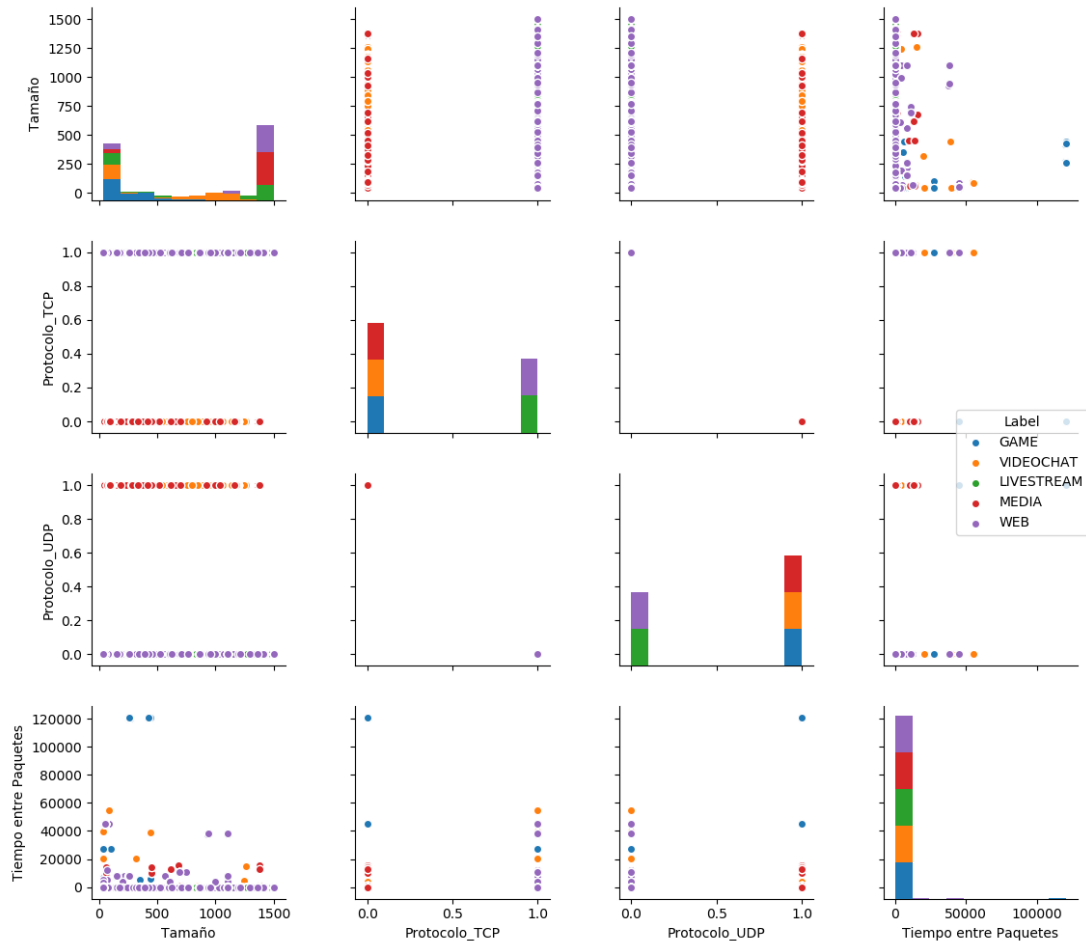 1500
1250
1000
750
500
250
0
Tamaño
1.0
0.8
0.6
0.4
0.2
0.0
Protocolo_TCP
Label
GAME
VIDEOCHAT
LIVESTREAM
MEDIA
WEB
1.0
0.8
0.6
0.4
0.2
0.0
Protocolo_UDP
120000
100000
80000
60000
40000
20000
0
Tiempo entre Paquetes
0 500 1000 1500
Tamaño
0.0 0.5 1.0
Protocolo_TCP
0.0 0.5 1.0
Protocolo_UDP
0 50000 100000
Tiempo entre Paquetes